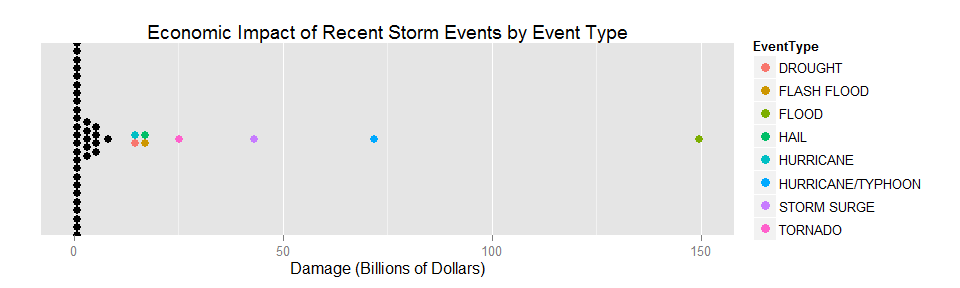 Economic Impact of Recent Storm Events by Event Type
EventType
DROUGHT
FLASH FLOOD
FLOOD
HAIL
HURRICANE
HURRICANE/TYPHOON
STORM SURGE
TORNADO
0 50 100 150
Damage (Billions of Dollars)